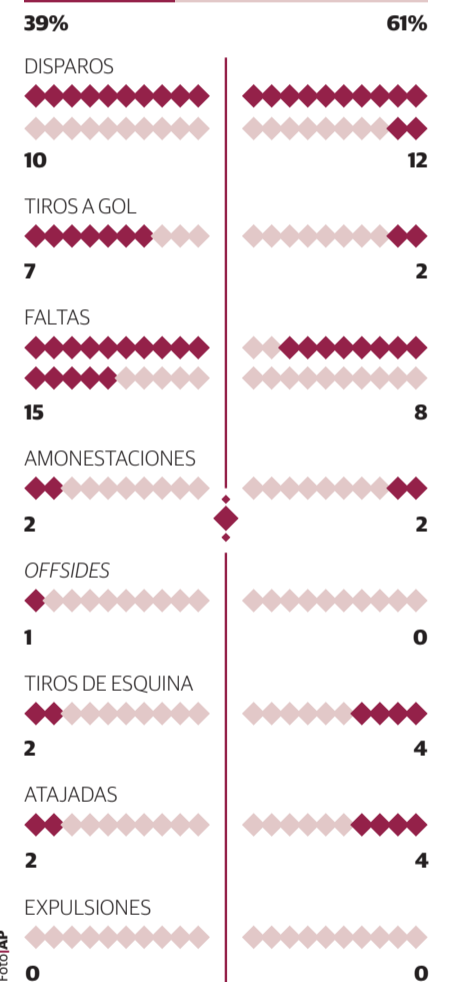 39% 61%
DISPAROS
10 12
TIROS A GOL
7 2
FALTAS
15 8
AMONESTACIONES
2 2
OFFSIDES
1 0
TIROS DE ESQUINA
2 4
ATAJADAS
2 4
EXPULSIONES
0 0
Foto|AP